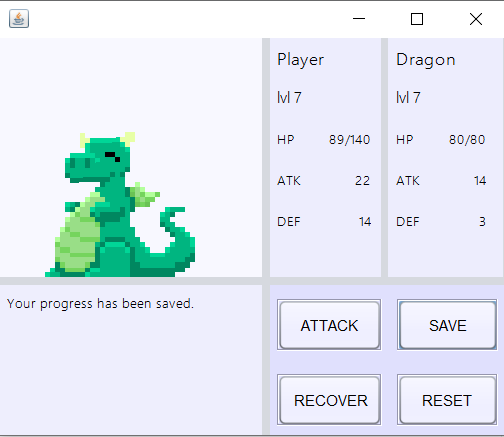 Player
lvl 7
HP 89/140
ATK 22
DEF 14
Dragon
lvl 7
HP 80/80
ATK 14
DEF 3
Your progress has been saved.
ATTACK
SAVE
RECOVER
RESET